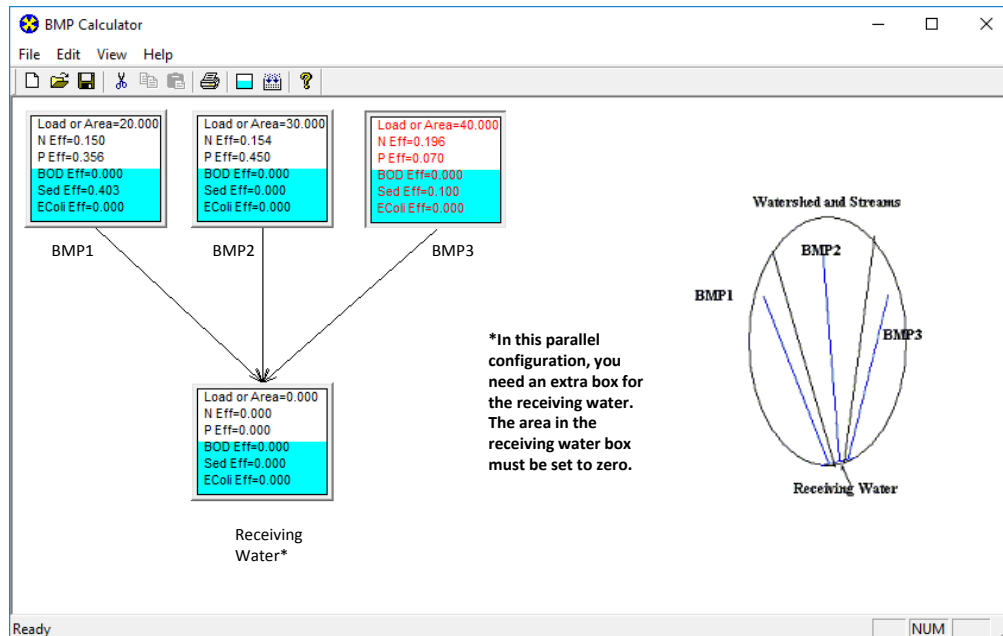 BMP Calculator
File Edit View Help
Load or Area=20.000
N Eff=0.150
P Eff=0.356
BOD Eff=0.000
Sed Eff=0.403
EColi Eff=0.000
BMP1
Load or Area=30.000
N Eff=0.154
P Eff=0.450
BOD Eff=0.000
Sed Eff=0.000
EColi Eff=0.000
BMP2
Load or Area=40.000
N Eff=0.196
P Eff=0.070
BOD Eff=0.000
Sed Eff=0.100
EColi Eff=0.000
BMP3
Load or Area=0.000
N Eff=0.000
P Eff=0.000
BOD Eff=0.000
Sed Eff=0.000
EColi Eff=0.000
Receiving
Water*
*In this parallel
configuration, you
need an extra box for
the receiving water.
The area in the
receiving water box
must be set to zero.
Watershed and Streams
BMP2
BMP1
BMP3
Receiving Water
Ready
NUM